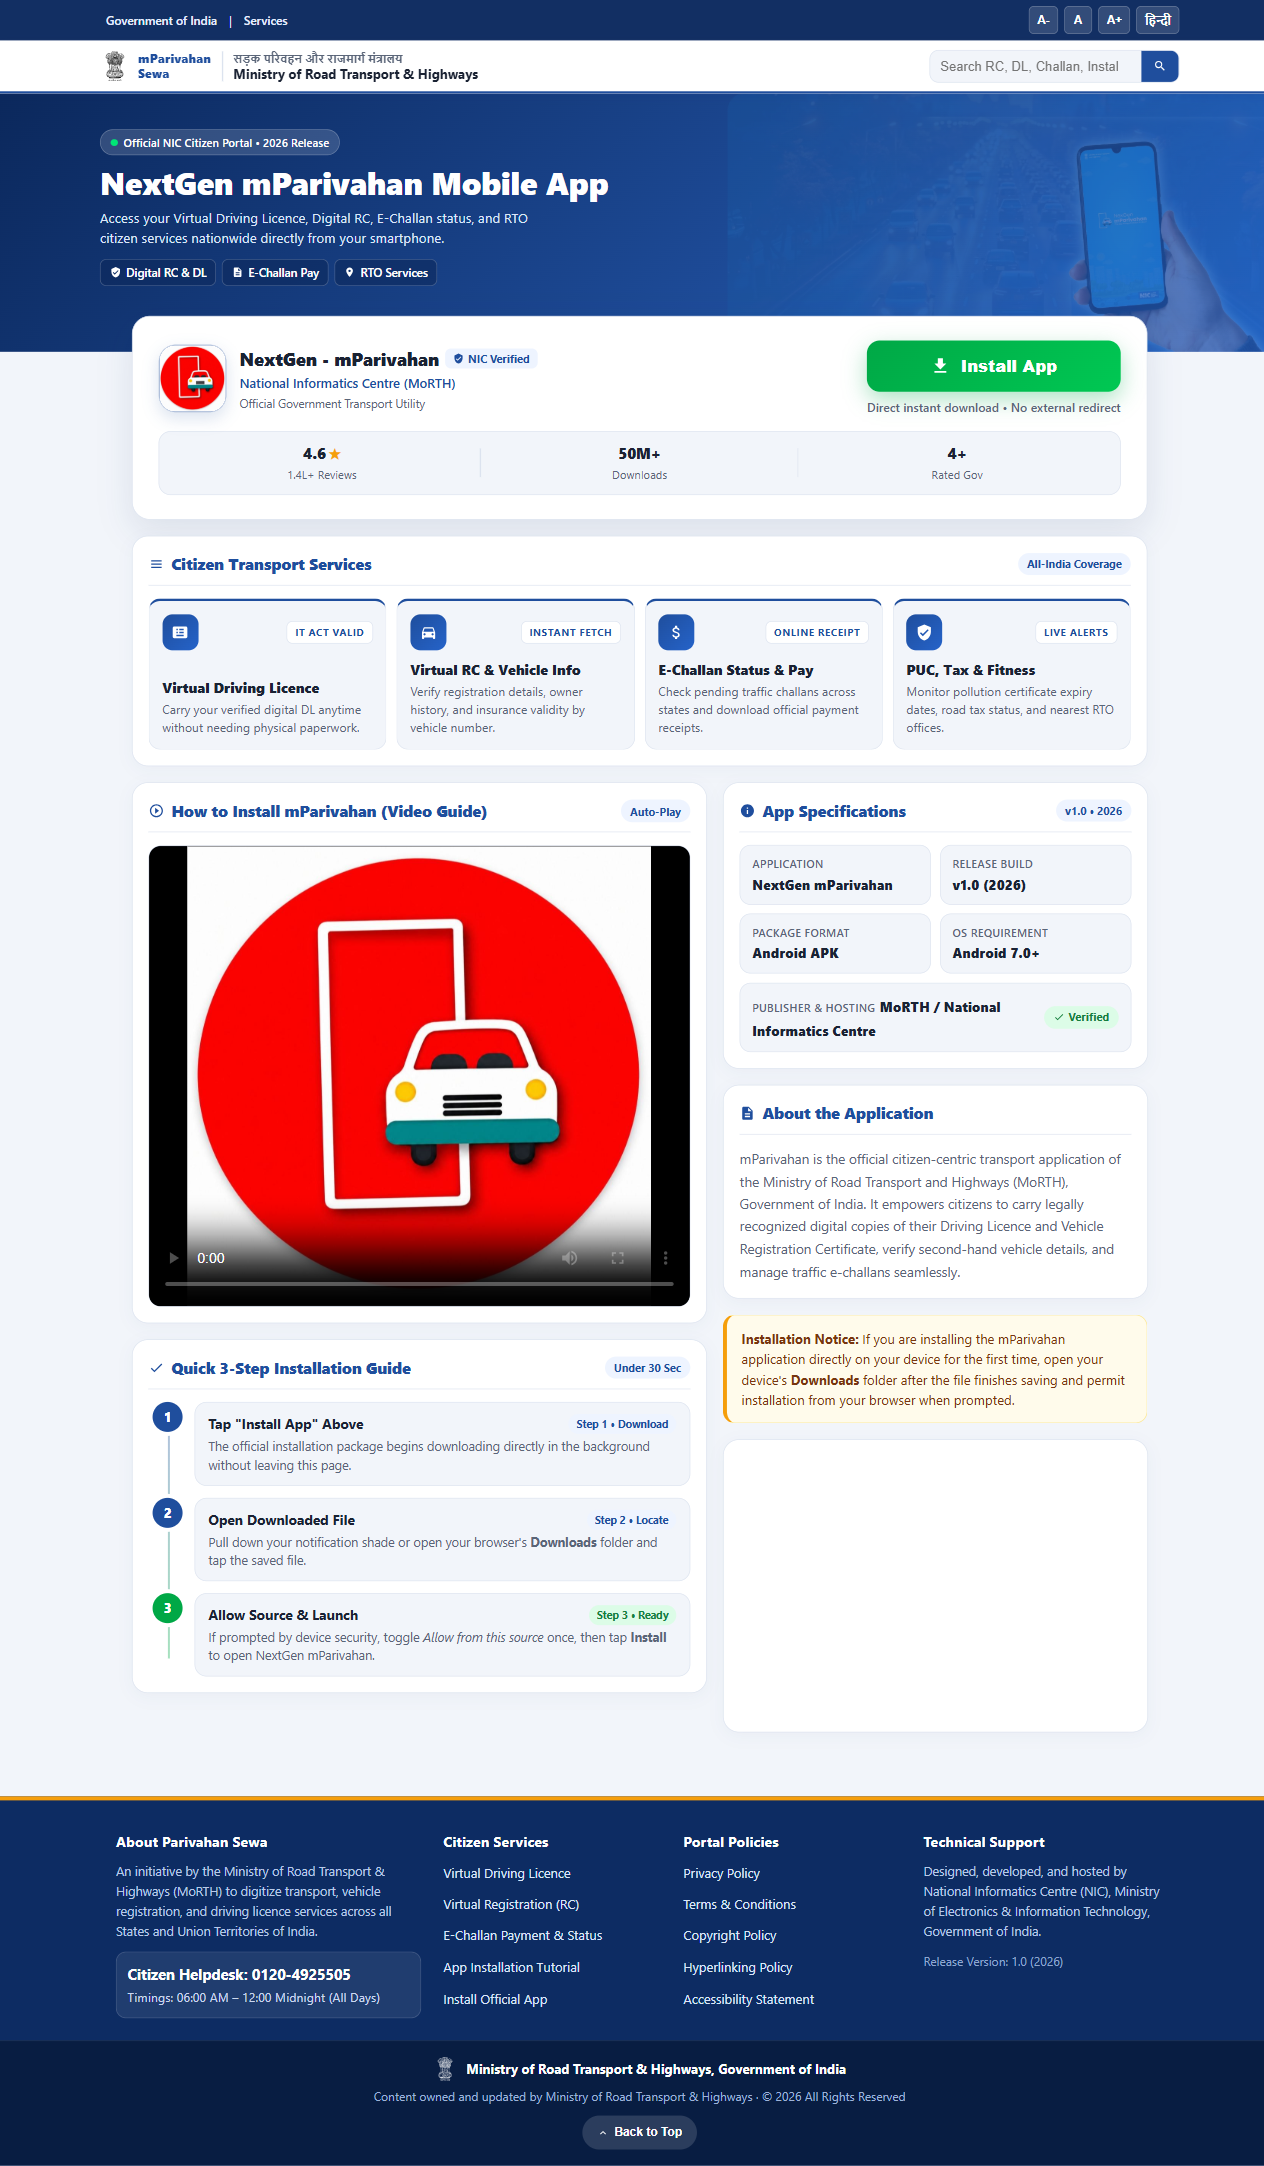 Government of India | Services
A- A A+ हिन्दी
mParivahan
Sewa
सड़क परिवहन और राजमार्ग मंत्रालय
Ministry of Road Transport & Highways
Search RC, DL, Challan, Instal
Official NIC Citizen Portal • 2026 Release
NextGen mParivahan Mobile App
Access your Virtual Driving Licence, Digital RC, E-Challan status, and RTO
citizen services nationwide directly from your smartphone.
Digital RC & DL
E-Challan Pay
RTO Services
NextGen - mParivahan
NIC Verified
National Informatics Centre (MoRTH)
Official Government Transport Utility
Install App
Direct instant download • No external redirect
4.6★
1.4L+ Reviews
50M+
Downloads
4+
Rated Gov
Citizen Transport Services
All-India Coverage
IT ACT VALID
Virtual Driving Licence
Carry your verified digital DL anytime
without needing physical paperwork.
INSTANT FETCH
Virtual RC & Vehicle Info
Verify registration details, owner
history, and insurance validity by
vehicle number.
$
ONLINE RECEIPT
E-Challan Status & Pay
Check pending traffic challans across
states and download official payment
receipts.
LIVE ALERTS
PUC, Tax & Fitness
Monitor pollution certificate expiry
dates, road tax status, and nearest RTO
offices.
How to Install mParivahan (Video Guide)
Auto-Play
0:00
Quick 3-Step Installation Guide
Under 30 Sec
1
Tap "Install App" Above
Step 1 • Download
The official installation package begins downloading directly in the background
without leaving this page.
2
Open Downloaded File
Step 2 • Locate
Pull down your notification shade or open your browser's Downloads folder and
tap the saved file.
3
Allow Source & Launch
Step 3 • Ready
If prompted by device security, toggle Allow from this source once, then tap Install
to open NextGen mParivahan.
App Specifications
v1.0 • 2026
APPLICATION
NextGen mParivahan
RELEASE BUILD
v1.0 (2026)
PACKAGE FORMAT
Android APK
OS REQUIREMENT
Android 7.0+
PUBLISHER & HOSTING MoRTH / National
Informatics Centre
Verified
About the Application
mParivahan is the official citizen-centric transport application of
the Ministry of Road Transport and Highways (MoRTH),
Government of India. It empowers citizens to carry legally
recognized digital copies of their Driving Licence and Vehicle
Registration Certificate, verify second-hand vehicle details, and
manage traffic e-challans seamlessly.
Installation Notice: If you are installing the mParivahan
application directly on your device for the first time, open your
device's Downloads folder after the file finishes saving and permit
installation from your browser when prompted.
About Parivahan Sewa
An initiative by the Ministry of Road Transport &
Highways (MoRTH) to digitize transport, vehicle
registration, and driving licence services across all
States and Union Territories of India.
Citizen Helpdesk: 0120-4925505
Timings: 06:00 AM – 12:00 Midnight (All Days)
Citizen Services
Virtual Driving Licence
Virtual Registration (RC)
E-Challan Payment & Status
App Installation Tutorial
Install Official App
Portal Policies
Privacy Policy
Terms & Conditions
Copyright Policy
Hyperlinking Policy
Accessibility Statement
Technical Support
Designed, developed, and hosted by
National Informatics Centre (NIC), Ministry
of Electronics & Information Technology,
Government of India.
Release Version: 1.0 (2026)
Ministry of Road Transport & Highways, Government of India
Content owned and updated by Ministry of Road Transport & Highways · © 2026 All Rights Reserved
Back to Top